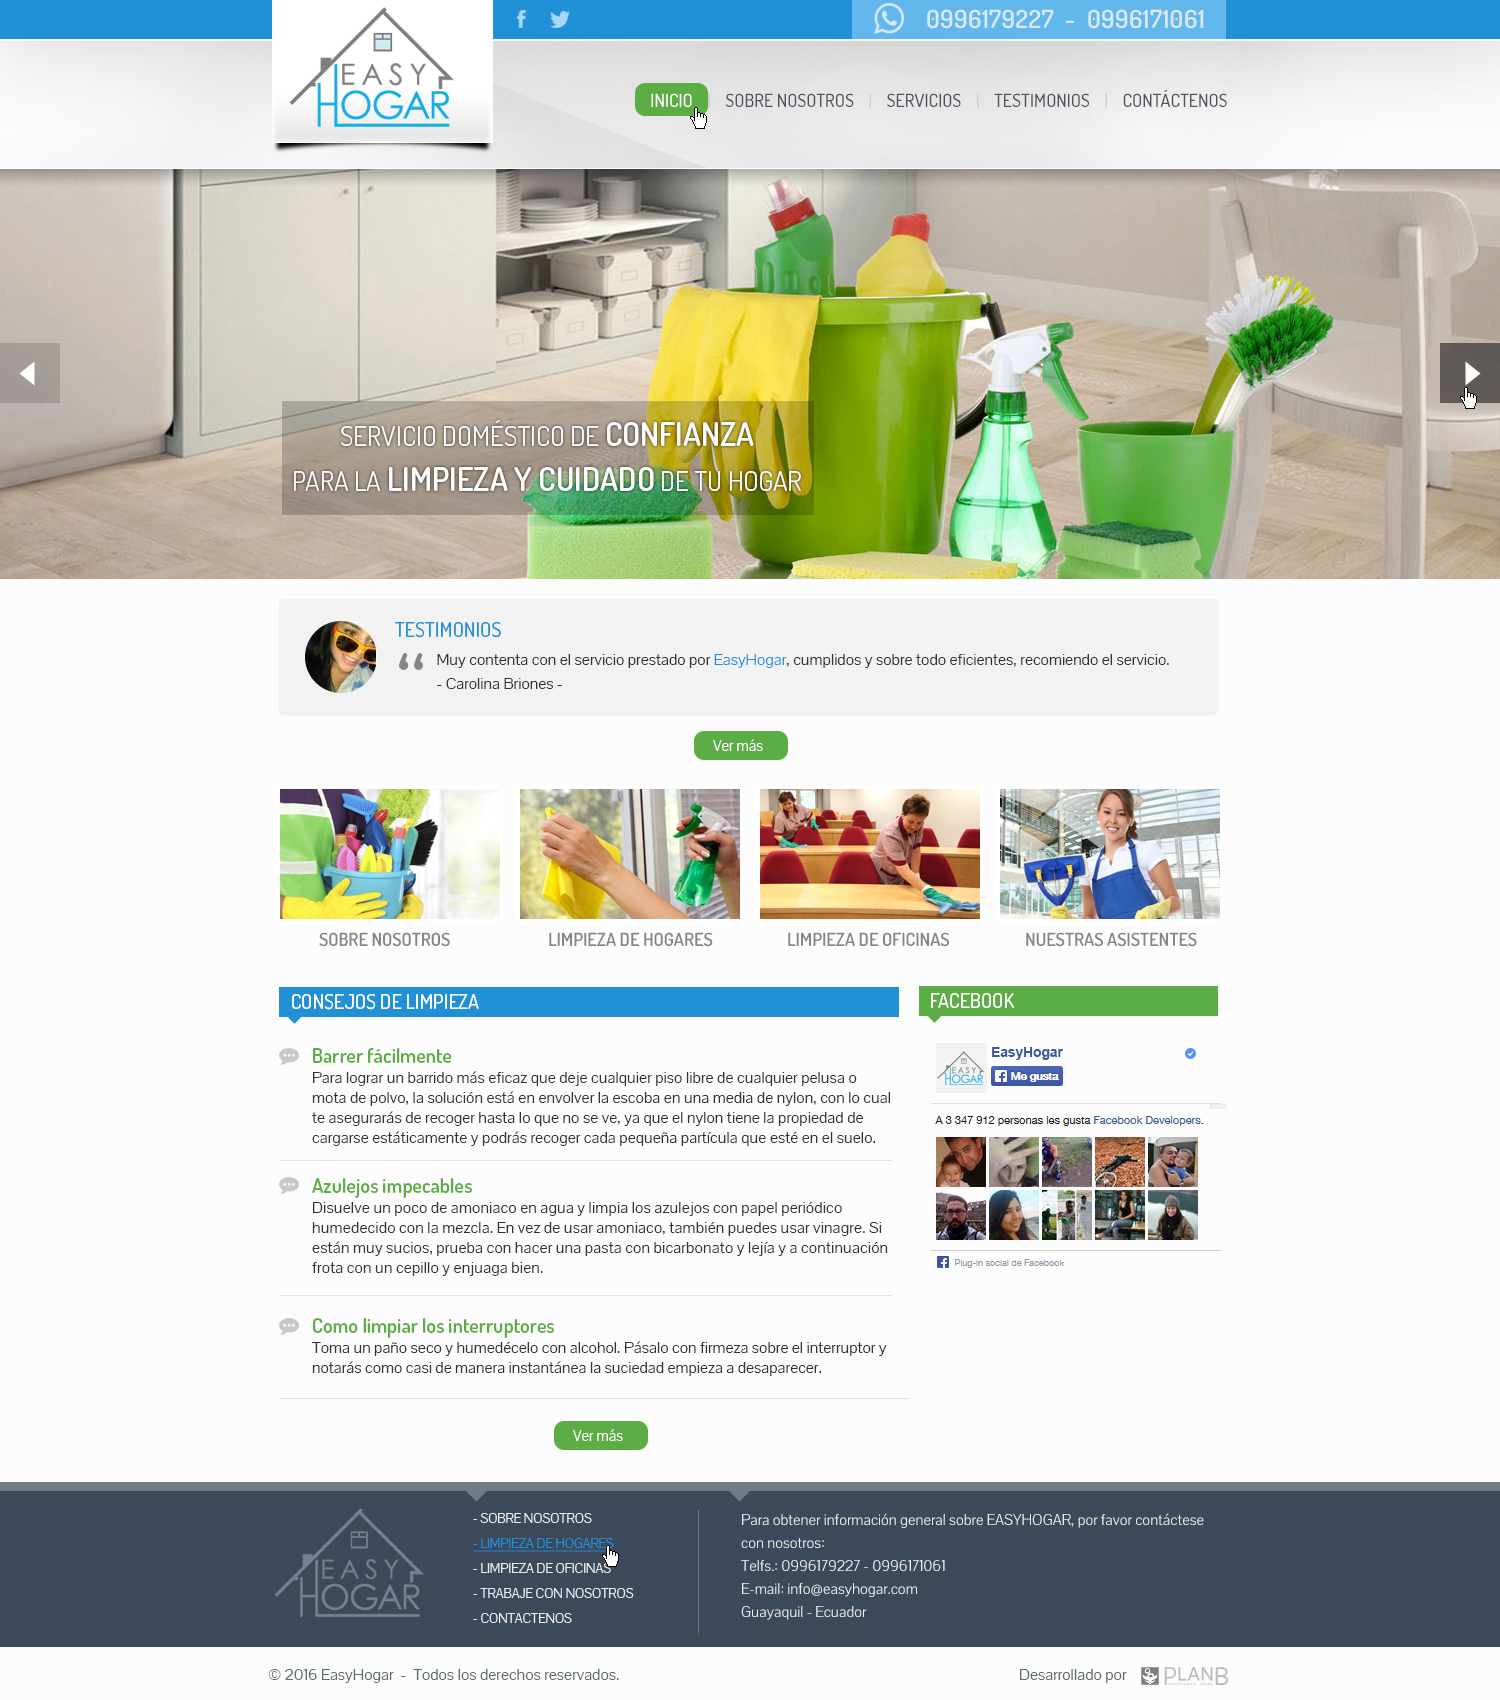 0996179227 - 0996171061
EASY
HOGAR
INICIO | SOBRE NOSOTROS | SERVICIOS | TESTIMONIOS | CONTÁCTENOS
SERVICIO DOMÉSTICO DE CONFIANZA
PARA LA LIMPIEZA Y CUIDADO DE TU HOGAR
TESTIMONIOS
Muy contenta con el servicio prestado por EasyHogar, cumplidos y sobre todo eficientes, recomiendo el servicio.
- Carolina Briones -
Ver más
SOBRE NOSOTROS
LIMPIEZA DE HOGARES
LIMPIEZA DE OFICINAS
NUESTRAS ASISTENTES
CONSEJOS DE LIMPIEZA
Barrer fácilmente
Para lograr un barrido más eficaz que deje cualquier piso libre de cualquier pelusa o
mota de polvo, la solución está en envolver la escoba en una media de nylon, con lo cual
te asegurarás de recoger hasta lo que no se ve, ya que el nylon tiene la propiedad de
cargarse estáticamente y podrás recoger cada pequeña partícula que esté en el suelo.
Azulejos impecables
Disuelve un poco de amoniaco en agua y limpia los azulejos con papel periódico
humedecido con la mezcla. En vez de usar amoniaco, también puedes usar vinagre. Si
están muy sucios, prueba con hacer una pasta con bicarbonato y lejía y a continuación
frota con un cepillo y enjuaga bien.
Como limpiar los interruptores
Toma un paño seco y humedécelo con alcohol. Pásalo con firmeza sobre el interruptor y
notarás como casi de manera instantánea la suciedad empieza a desaparecer.
Ver más
FACEBOOK
EASY
HOGAR
EasyHogar
Me gusta
A 3 347 912 personas les gusta Facebook Developers.
Plug-in social de Facebook
EASY
HOGAR
- SOBRE NOSOTROS
- LIMPIEZA DE HOGARES
- LIMPIEZA DE OFICINAS
- TRABAJE CON NOSOTROS
- CONTACTENOS
Para obtener información general sobre EASYHOGAR, por favor contáctese
con nosotros:
Telfs.: 0996179227 - 0996171061
E-mail: info@easyhogar.com
Guayaquil - Ecuador
© 2016 EasyHogar - Todos los derechos reservados.
Desarrollado por PLANB